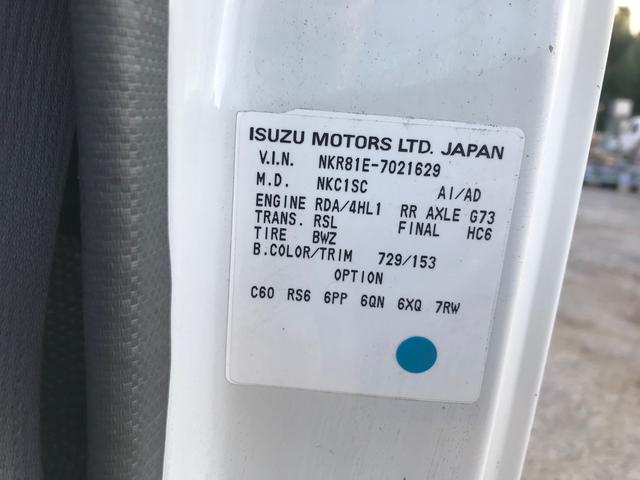 ISUZU MOTORS LTD. JAPAN
V.I.N. NKR81E-7021629
M.D. NKC1SC AI/AD
ENGINE RDA/4HL1 RR AXLE G73
TRANS. RSL FINAL HC6
TIRE BWZ
B.COLOR/TRIM 729/153
OPTION
C60 RS6 6PP 6QN 6XQ 7RW